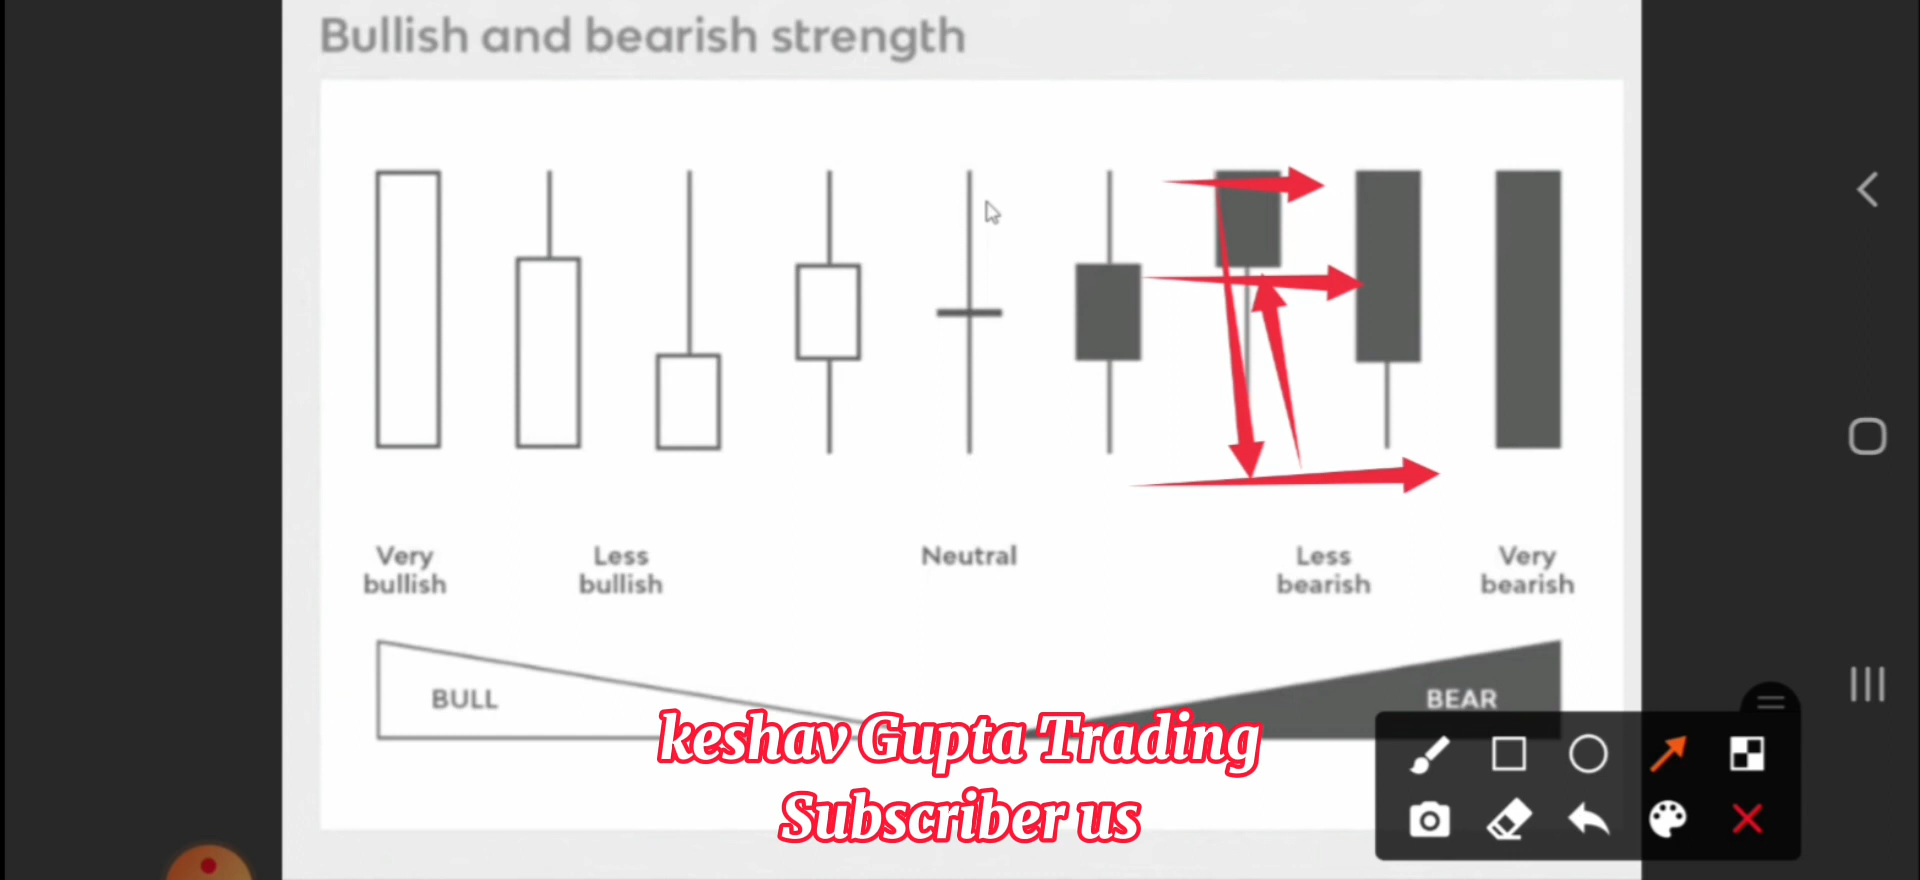 Bullish and bearish strength
Very bullish
Less bullish
Neutral
Less bearish
Very bearish
BULL
BEAR
keshav Gupta Trading
Subscriber us